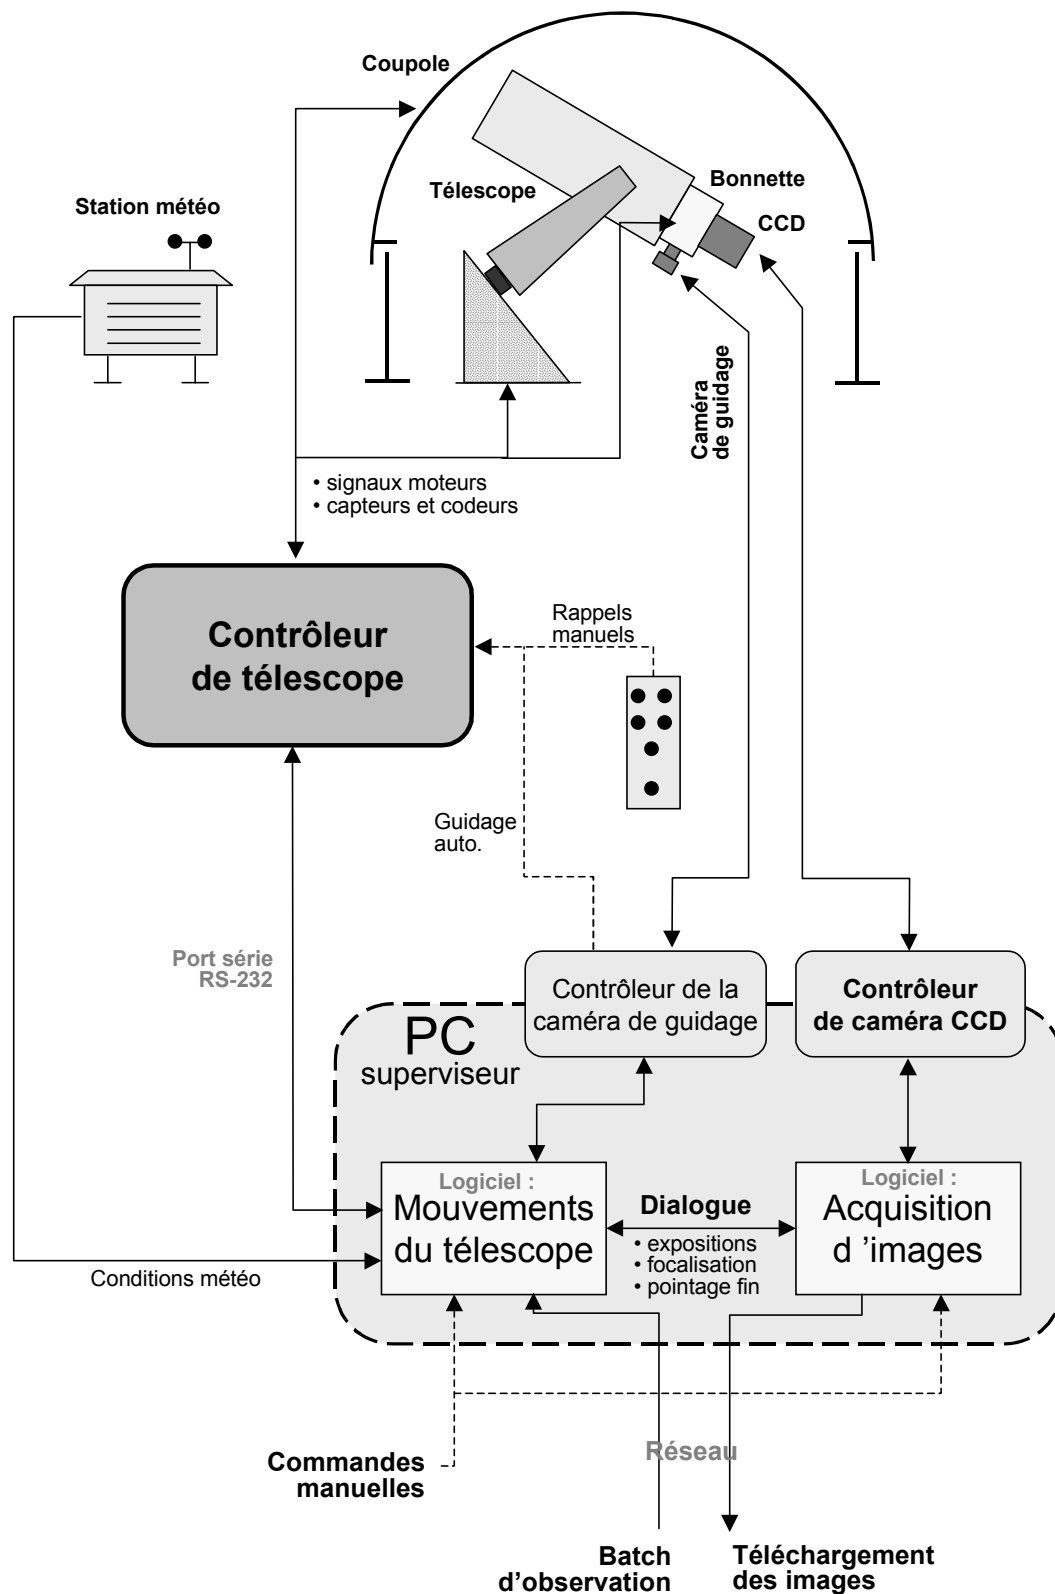 Coupole
Station météo
Télescope
Bonnette
CCD
Caméra
de guidage
• signaux moteurs
• capteurs et codeurs
Contrôleur
de télescope
Rappels
manuels
Guidage
auto.
Port série
RS-232
Contrôleur de la
caméra de guidage
Contrôleur
de caméra CCD
PC
superviseur
Logiciel :
Mouvements
du télescope
Dialogue
• expositions
• focalisation
• pointage fin
Logiciel :
Acquisition
d ’images
Conditions météo
Commandes
manuelles
Réseau
Batch
d’observation
Téléchargement
des images